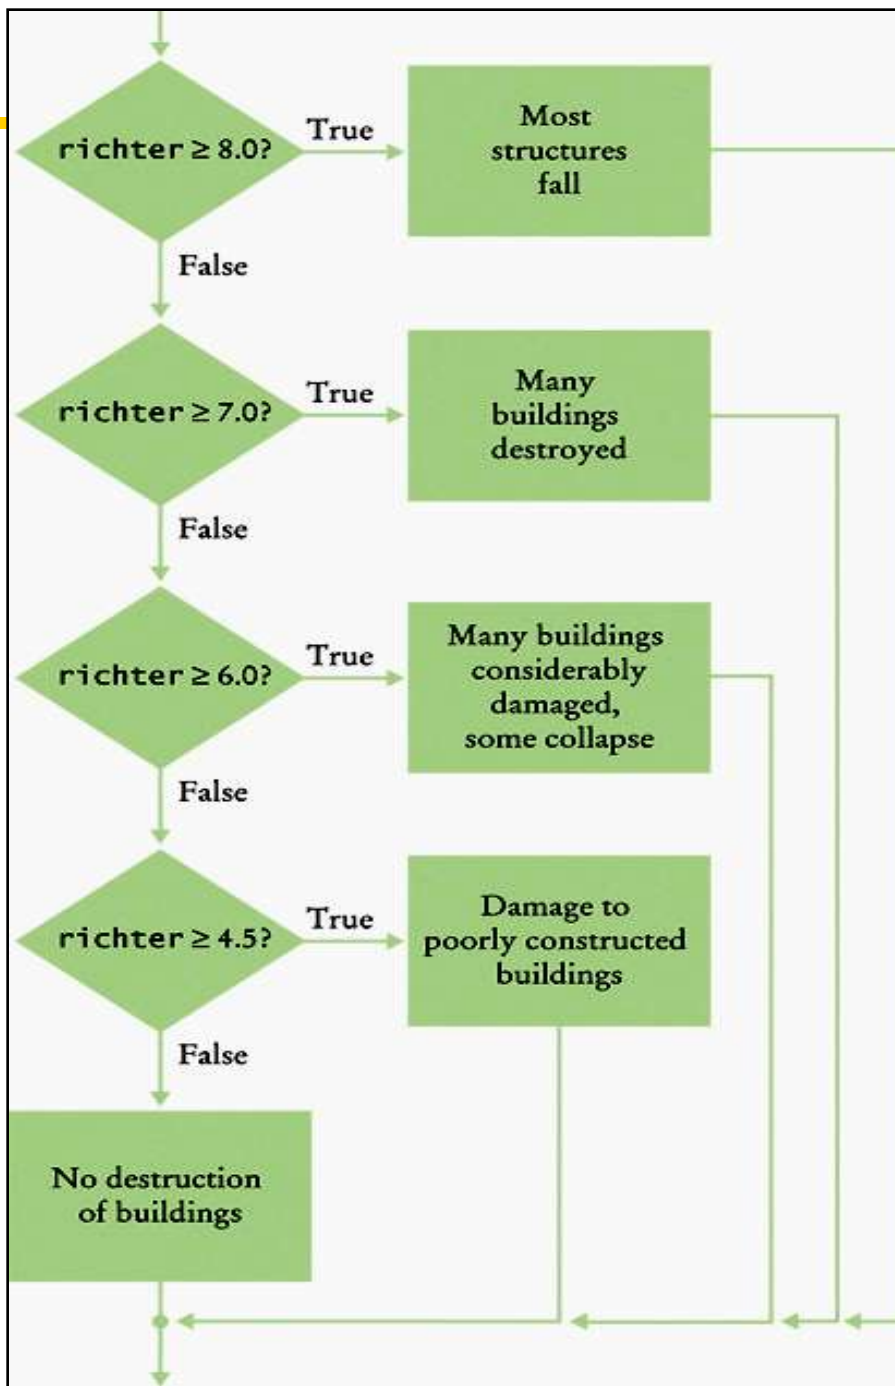 richter ≥ 8.0?
True
Most
structures
fall
False
richter ≥ 7.0?
True
Many
buildings
destroyed
False
richter ≥ 6.0?
True
Many buildings
considerably
damaged,
some collapse
False
richter ≥ 4.5?
True
Damage to
poorly constructed
buildings
False
No destruction
of buildings